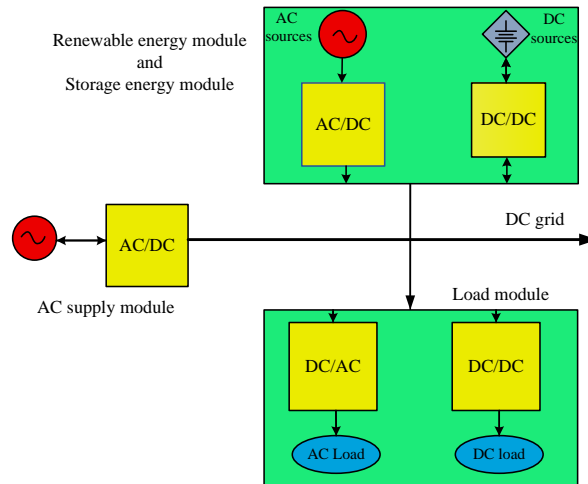 Renewable energy module
and
Storage energy module
AC
sources
DC
sources
AC/DC
DC/DC
AC/DC
DC grid
AC supply module
Load module
DC/AC
DC/DC
AC Load
DC load